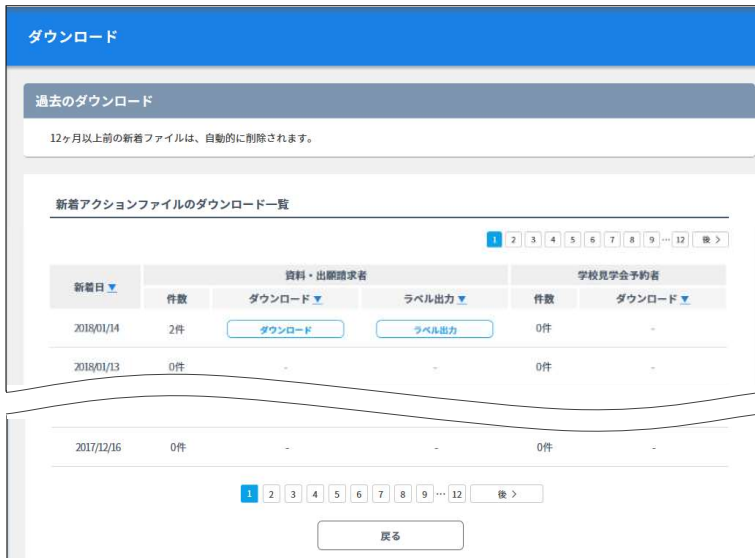 ダウンロード
過去のダウンロード
12ヶ月以上前の新着ファイルは、自動的に削除されます。
新着アクションファイルのダウンロード一覧
1 2 3 4 5 6 7 8 9 … 12 後 >
新着日▼ 資料・出願請求者 学校見学会予約者
件数 ダウンロード▼ ラベル出力▼ 件数 ダウンロード▼
2018/01/14 2件 ダウンロード ラベル出力 0件 -
2018/01/13 0件 - - 0件 -
2017/12/16 0件 - - 0件 -
1 2 3 4 5 6 7 8 9 … 12 後 >
戻る